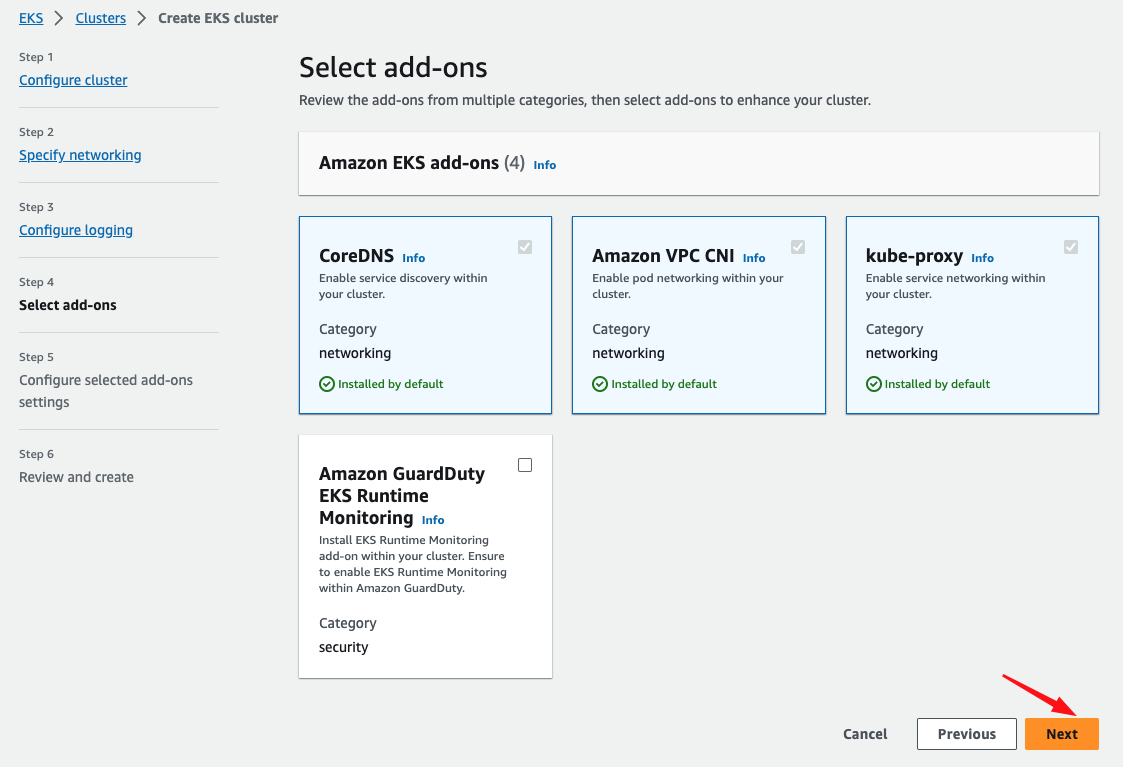 EKS > Clusters > Create EKS cluster
Step 1
Configure cluster
Step 2
Specify networking
Step 3
Configure logging
Step 4
Select add-ons
Step 5
Configure selected add-ons
settings
Step 6
Review and create
Select add-ons
Review the add-ons from multiple categories, then select add-ons to enhance your cluster.
Amazon EKS add-ons (4) Info
CoreDNS Info
Enable service discovery within
your cluster.
Category
networking
Installed by default
Amazon VPC CNI Info
Enable pod networking within your
cluster.
Category
networking
Installed by default
kube-proxy Info
Enable service networking within
your cluster.
Category
networking
Installed by default
Amazon GuardDuty
EKS Runtime
Monitoring Info
Install EKS Runtime Monitoring
add-on within your cluster. Ensure
to enable EKS Runtime Monitoring
within Amazon GuardDuty.
Category
security
Cancel
Previous
Next